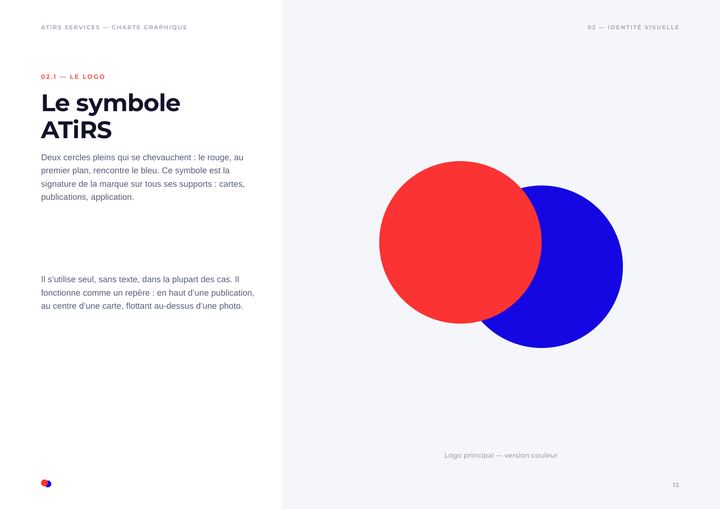 ATiRS SERVICES — CHARTE GRAPHIQUE
02 — IDENTITÉ VISUELLE
02.1 — LE LOGO
Le symbole
ATiRS
Deux cercles pleins qui se chevauchent : le rouge, au
premier plan, rencontre le bleu. Ce symbole est la
signature de la marque sur tous ses supports : cartes,
publications, application.
Il s’utilise seul, sans texte, dans la plupart des cas. Il
fonctionne comme un repère : en haut d’une publication,
au centre d’une carte, flottant au-dessus d’une photo.
Logo principal — version couleur
12